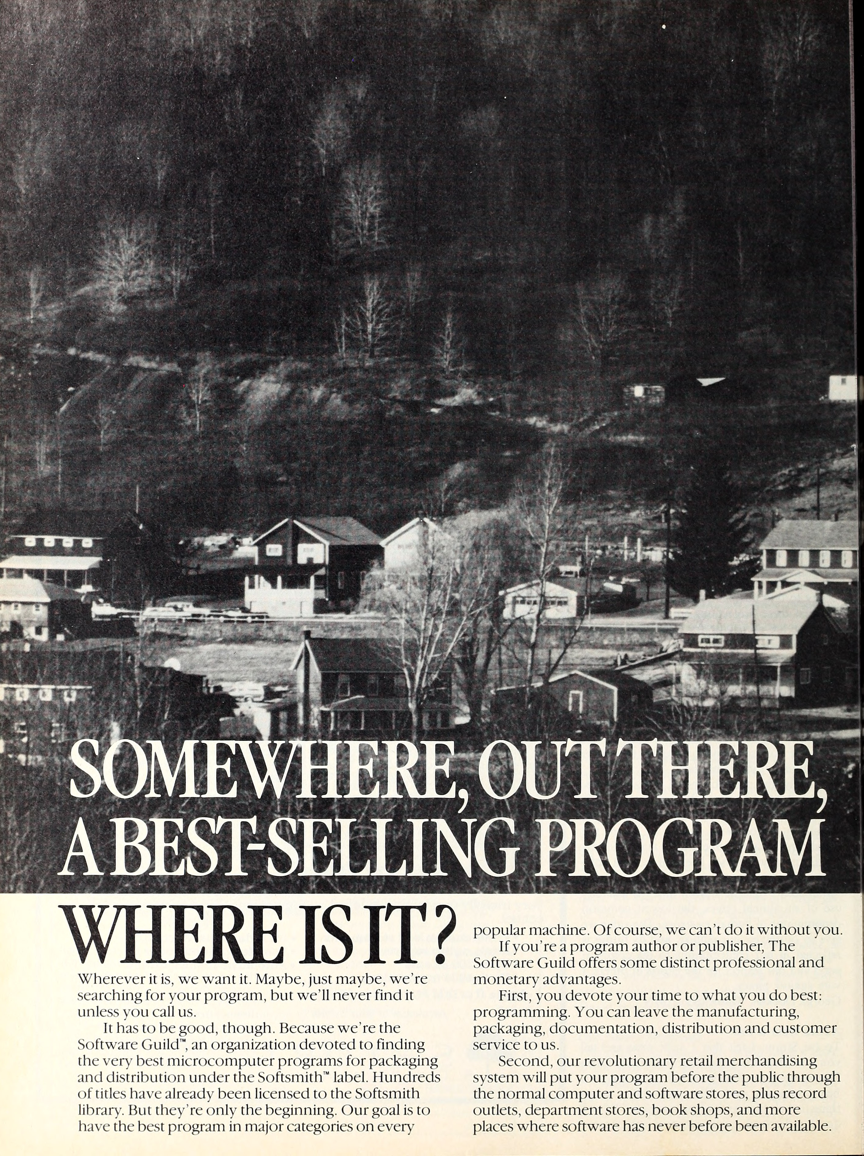 SOMEWHERE, OUT THERE,
A BEST-SELLING PROGRAM
WHERE IS IT?
Wherever it is, we want it. Maybe, just maybe, we're
searching for your program, but we'll never find it
unless you call us.
It has to be good, though. Because we're the
Software Guild™, an organization devoted to finding
the very best microcomputer programs for packaging
and distribution under the Softsmith™ label. Hundreds
of titles have already been licensed to the Softsmith
library. But they're only the beginning. Our goal is to
have the best program in major categories on every
popular machine. Of course, we can't do it without you.
If you're a program author or publisher, The
Software Guild offers some distinct professional and
monetary advantages.
First, you devote your time to what you do best:
programming. You can leave the manufacturing,
packaging, documentation, distribution and customer
service to us.
Second, our revolutionary retail merchandising
system will put your program before the public through
the normal computer and software stores, plus record
outlets, department stores, book shops, and more
places where software has never before been available.